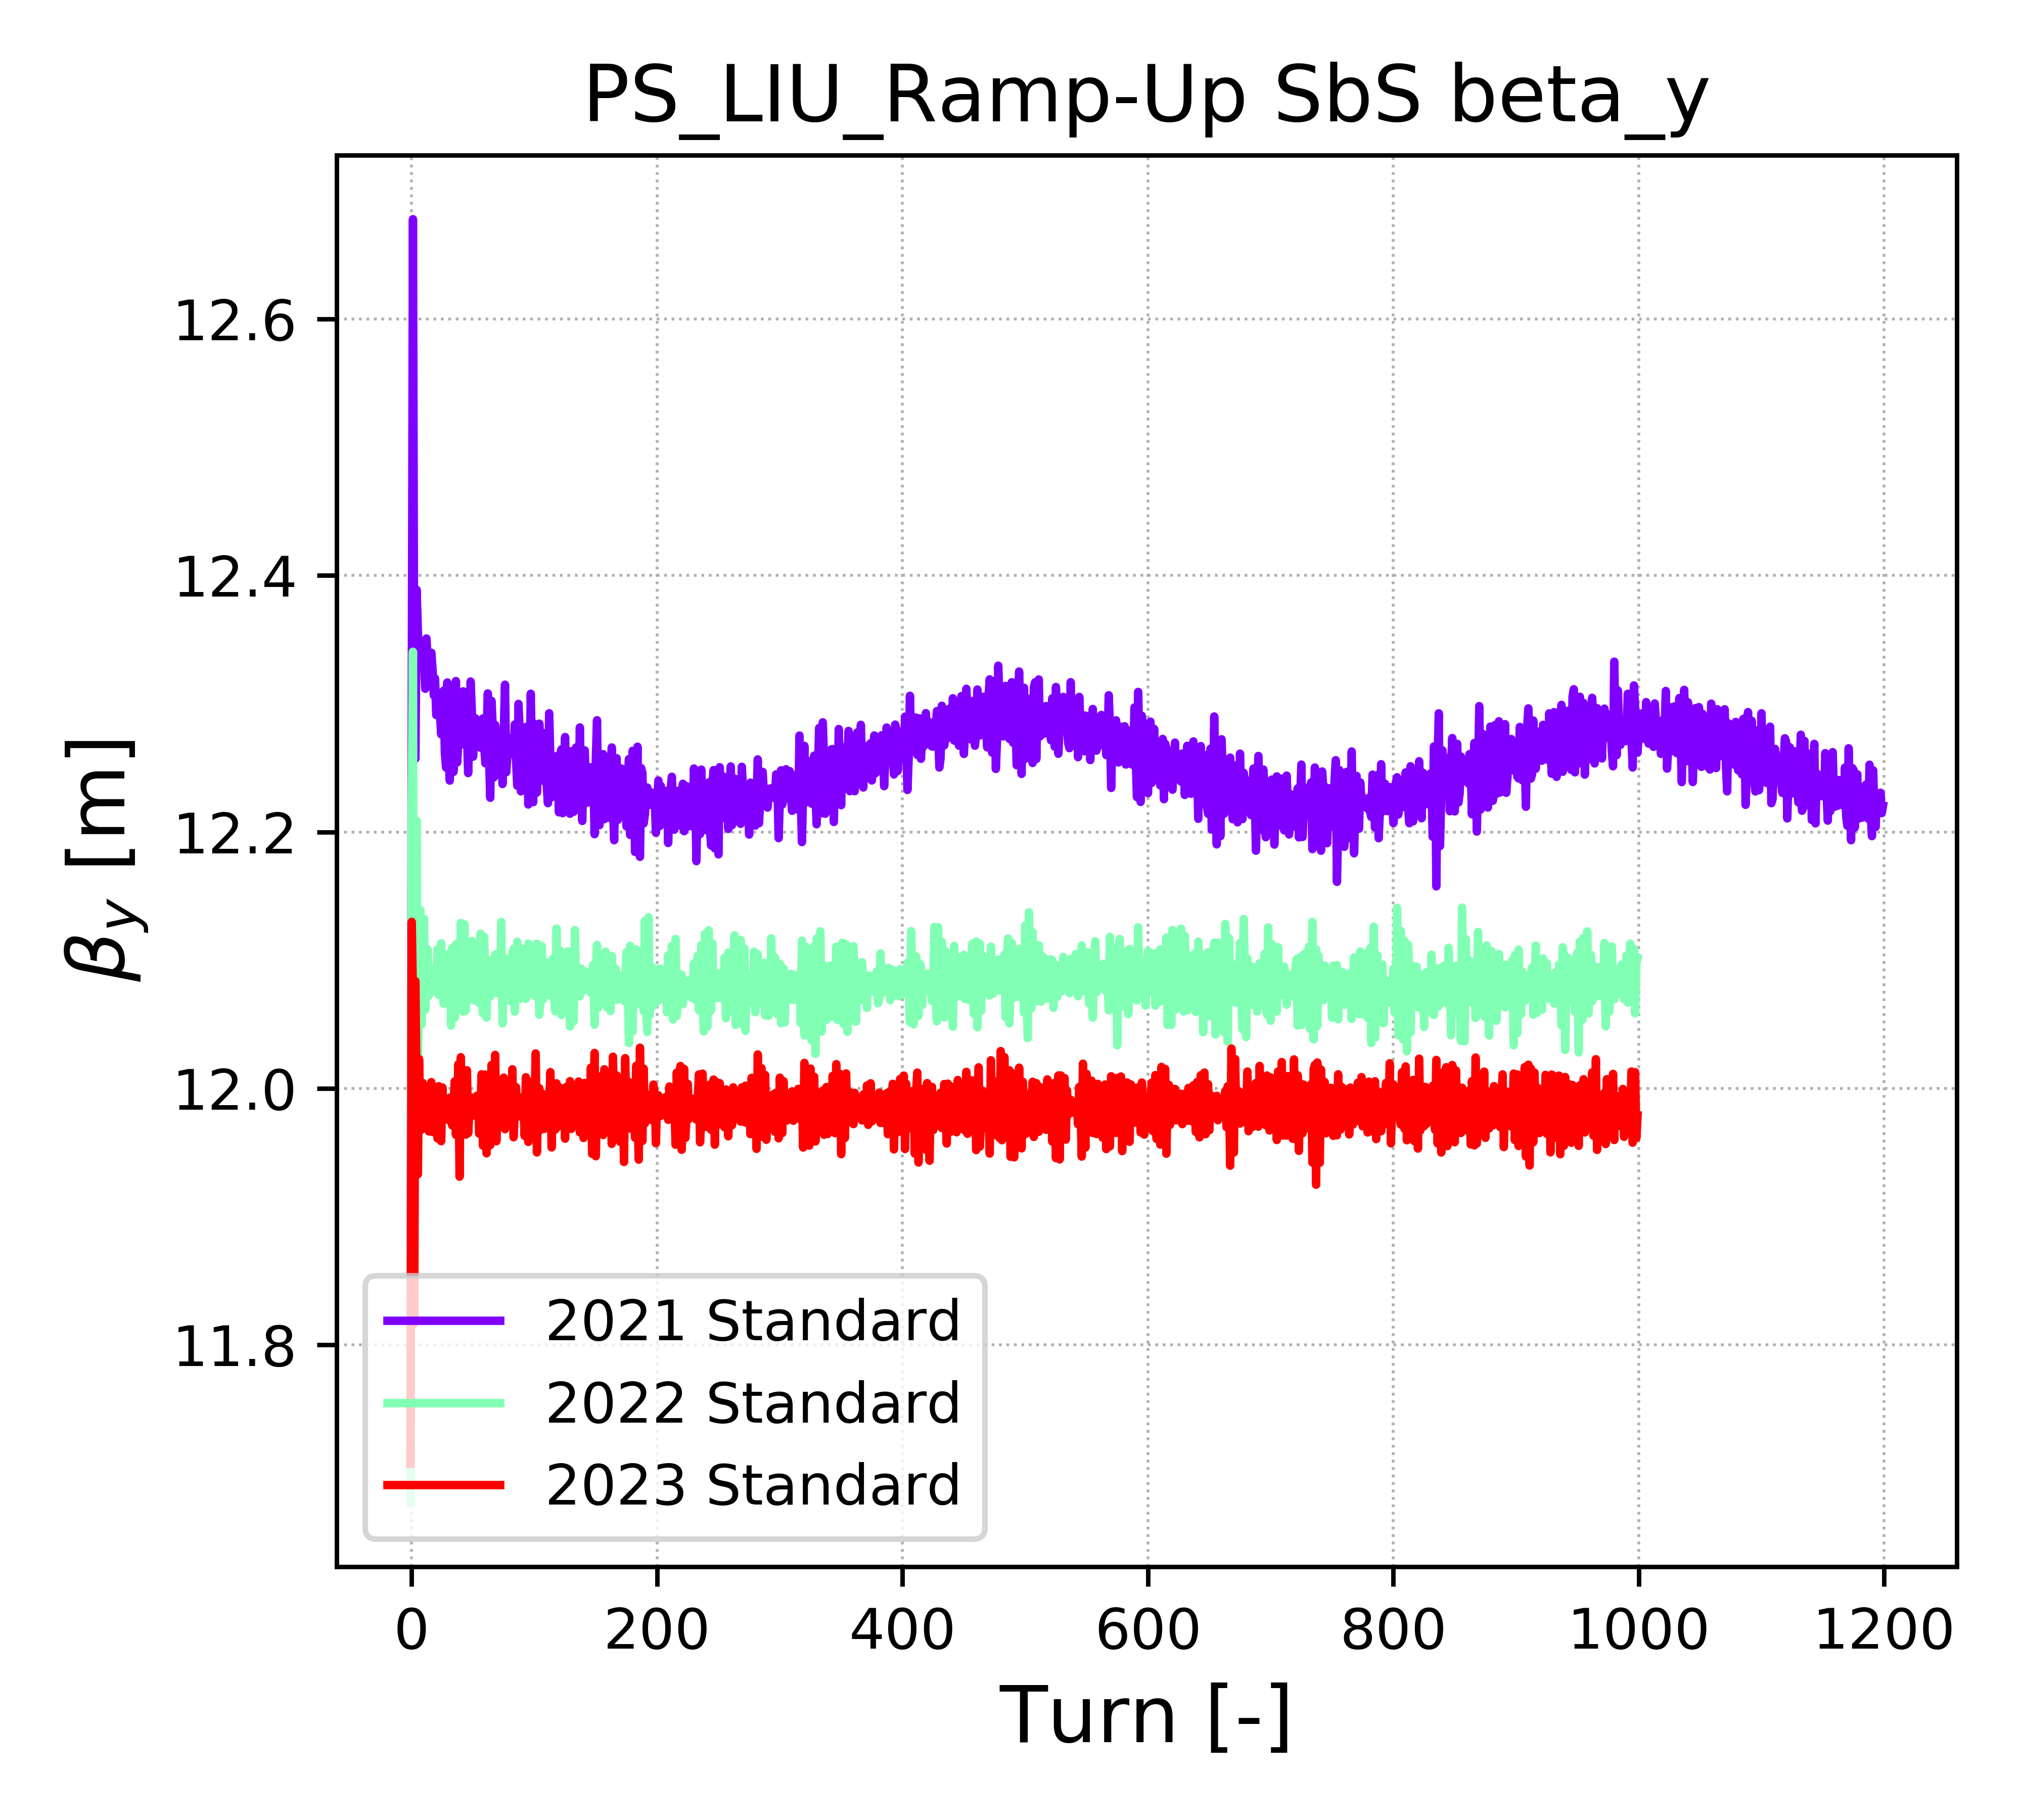 PS_LIU_Ramp-Up SbS beta_y
β_y [m]
12.6
12.4
12.2
12.0
11.8
2021 Standard
2022 Standard
2023 Standard
0 200 400 600 800 1000 1200
Turn [-]